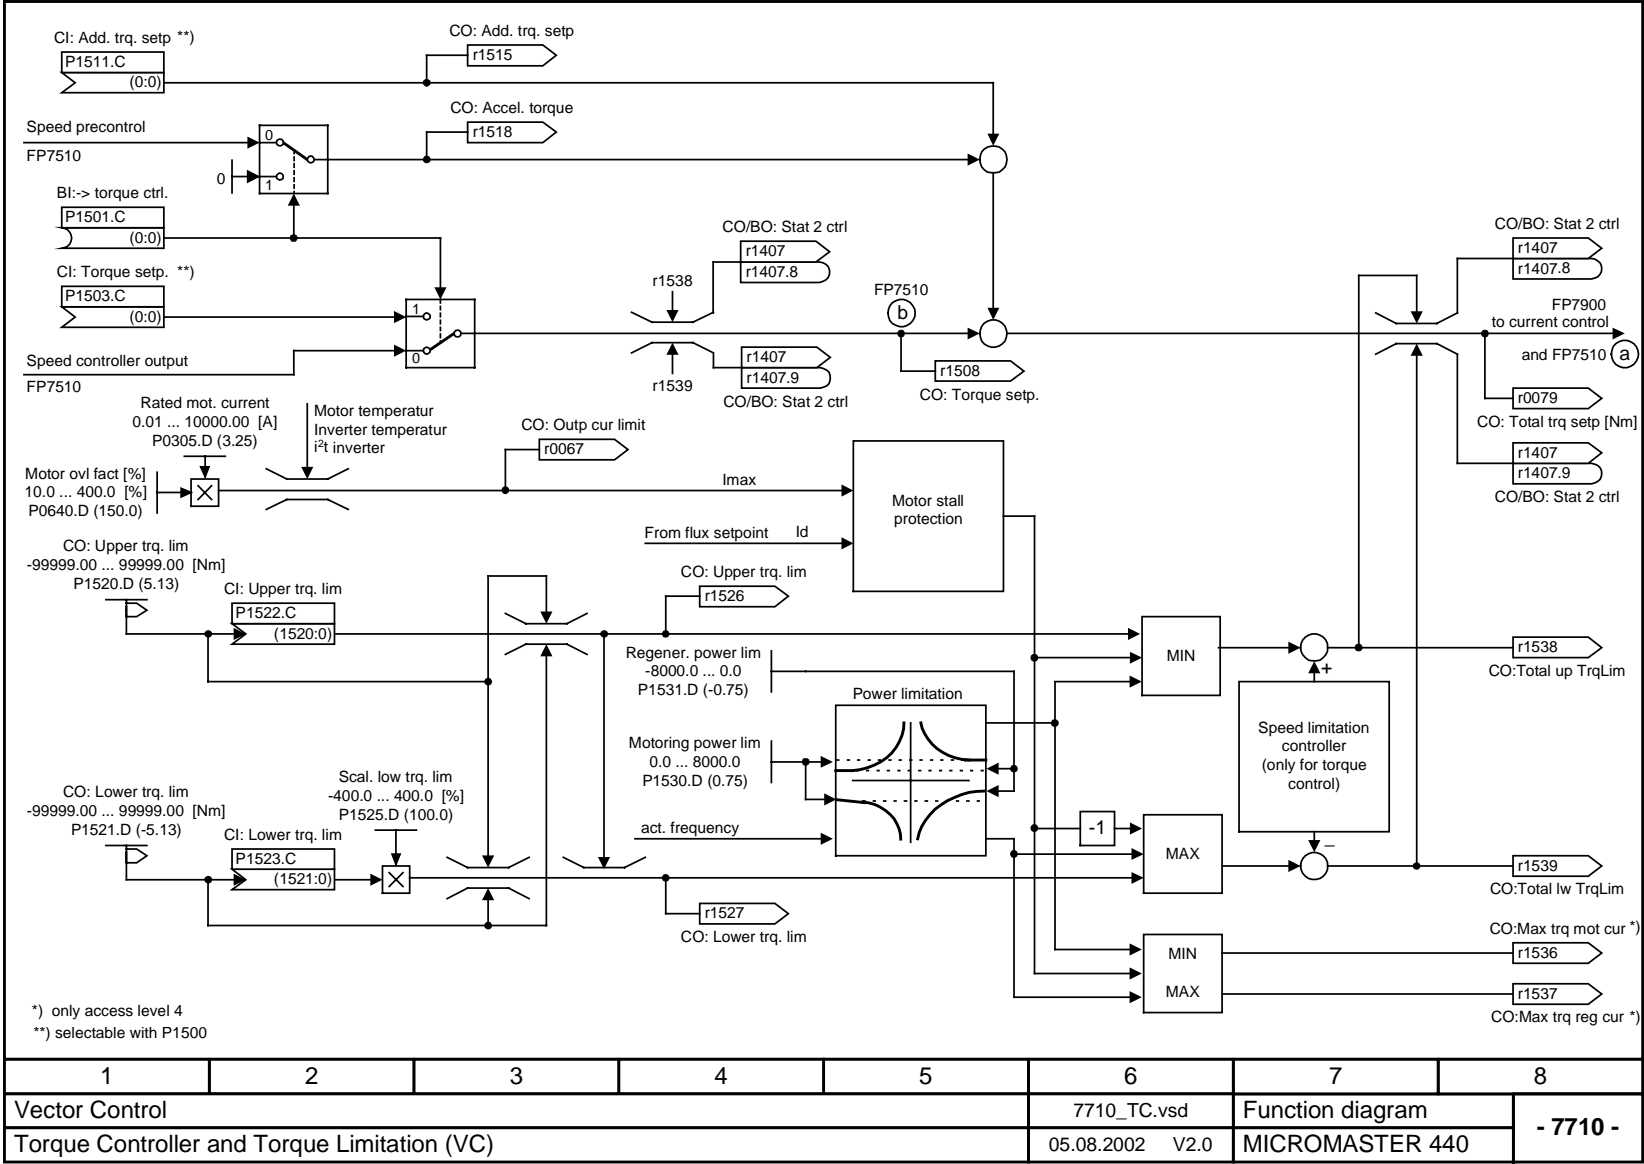 CI: Add. trq. setp **)
P1511.C
(0:0)
CO: Add. trq. setp
r1515
CO: Accel. torque
r1518
Speed precontrol
FP7510
0
1
0
BI:-> torque ctrl.
P1501.C
(0:0)
CI: Torque setp. **)
P1503.C
(0:0)
1
0
Speed controller output
FP7510
r1538
r1539
CO/BO: Stat 2 ctrl
r1407
r1407.8
r1407
r1407.9
CO/BO: Stat 2 ctrl
FP7510
b
r1508
CO: Torque setp.
CO/BO: Stat 2 ctrl
r1407
r1407.8
FP7900
to current control
and FP7510
a
r0079
CO: Total trq setp [Nm]
r1407
r1407.9
CO/BO: Stat 2 ctrl
Rated mot. current
0.01 ... 10000.00 [A]
P0305.D (3.25)
Motor temperatur
Inverter temperatur
i²t inverter
Motor ovl fact [%]
10.0 ... 400.0 [%]
P0640.D (150.0)
CO: Outp cur limit
r0067
Imax
From flux setpoint Id
Motor stall
protection
CO: Upper trq. lim
-99999.00 ... 99999.00 [Nm]
P1520.D (5.13)
CI: Upper trq. lim
P1522.C
(1520:0)
CO: Upper trq. lim
r1526
Regener. power lim
-8000.0 ... 0.0
P1531.D (-0.75)
Power limitation
Motoring power lim
0.0 ... 8000.0
P1530.D (0.75)
act. frequency
MIN
+
r1538
CO:Total up TrqLim
Speed limitation
controller
(only for torque
control)
Scal. low trq. lim
-400.0 ... 400.0 [%]
P1525.D (100.0)
CO: Lower trq. lim
-99999.00 ... 99999.00 [Nm]
P1521.D (-5.13)
CI: Lower trq. lim
P1523.C
(1521:0)
r1527
CO: Lower trq. lim
-1
MAX
–
r1539
CO:Total lw TrqLim
MIN
MAX
CO:Max trq mot cur *)
r1536
r1537
CO:Max trq reg cur *)
*) only access level 4
**) selectable with P1500
1 2 3 4 5 6 7 8
Vector Control
7710_TC.vsd
Function diagram
- 7710 -
Torque Controller and Torque Limitation (VC)
05.08.2002 V2.0
MICROMASTER 440